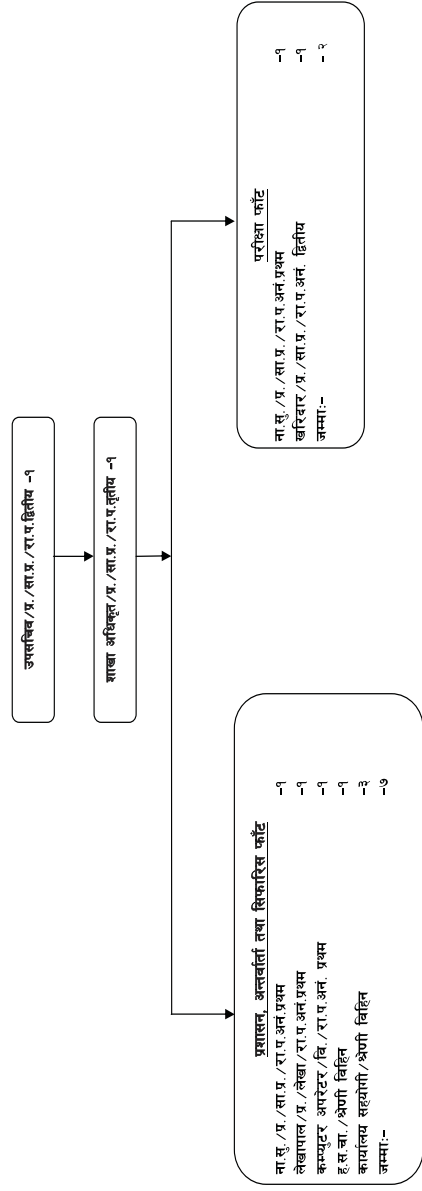 उपसचिव/प्र./सा.प्र./रा.प.द्वितीय -१
शाखा अधिकृत/प्र./सा.प्र./रा.प.तृतीय -१
प्रशासन, अन्तर्वार्ता तथा सिफारिस फाँट
ना.सु./प्र./सा.प्र./रा.प.अनं.प्रथम -१
लेखापाल/प्र./लेखा/रा.प.अनं.प्रथम -१
कम्प्युटर अपरेटर/वि./रा.प.अनं. प्रथम -१
ह.स.चा./श्रेणी विहिन -१
कार्यालय सहयोगी/श्रेणी विहिन -३
जम्माः- -७
परीक्षा फाँट
ना.सु./प्र./सा.प्र./रा.प.अनं.प्रथम -१
खरिदार/प्र./सा.प्र./रा.प.अनं. द्वितीय -१
जम्माः- - २